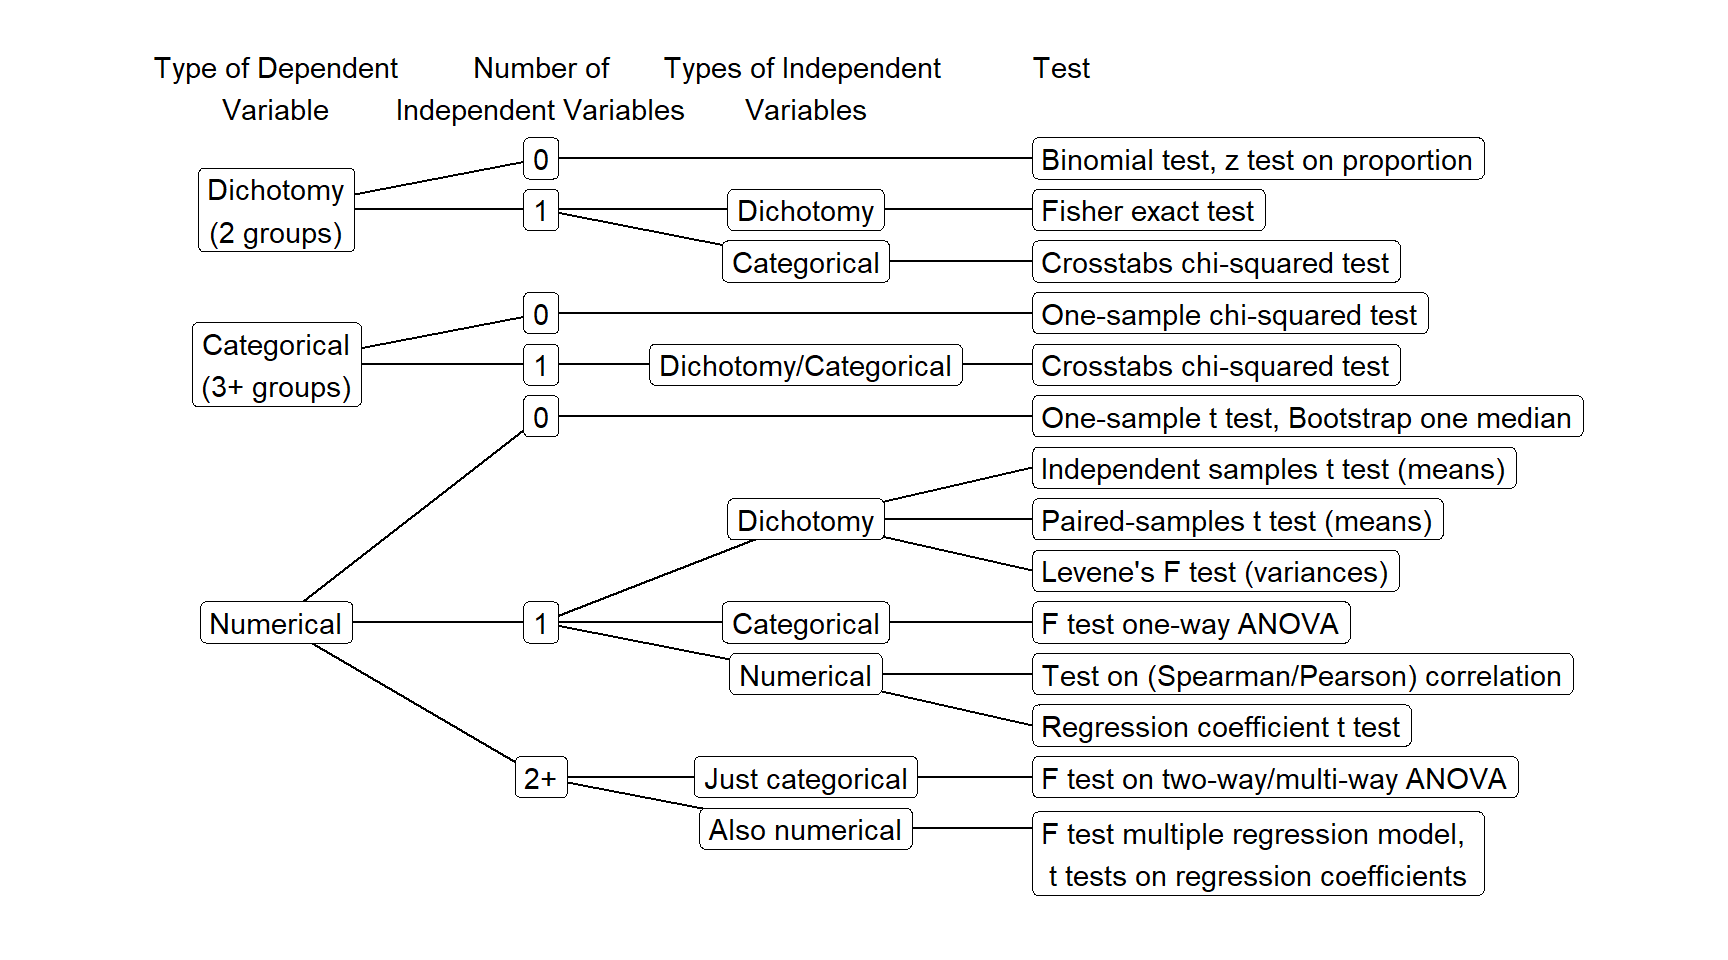 Type of Dependent
Variable
Number of
Independent Variables
Types of Independent
Variables
Test
Dichotomy
(2 groups)
0
Binomial test, z test on proportion
1
Dichotomy
Fisher exact test
Categorical
Crosstabs chi-squared test
Categorical
(3+ groups)
0
One-sample chi-squared test
1
Dichotomy/Categorical
Crosstabs chi-squared test
Numerical
0
One-sample t test, Bootstrap one median
1
Dichotomy
Independent samples t test (means)
Paired-samples t test (means)
Levene's F test (variances)
Categorical
F test one-way ANOVA
Numerical
Test on (Spearman/Pearson) correlation
Regression coefficient t test
2+
Just categorical
F test on two-way/multi-way ANOVA
Also numerical
F test multiple regression model,
t tests on regression coefficients